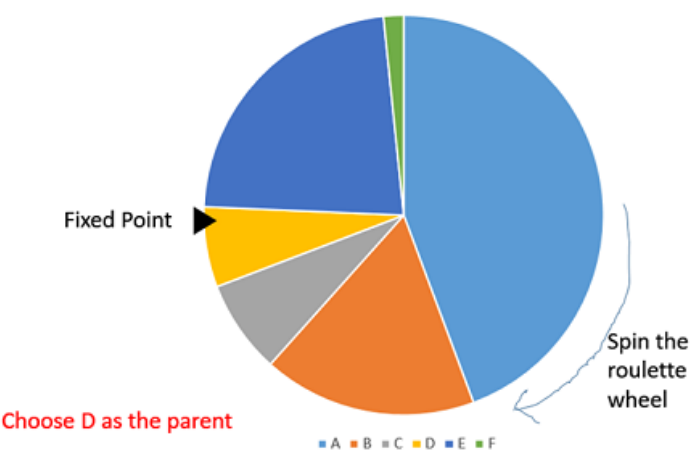 Fixed Point
Spin the
roulette
wheel
Choose D as the parent
A B C D E F